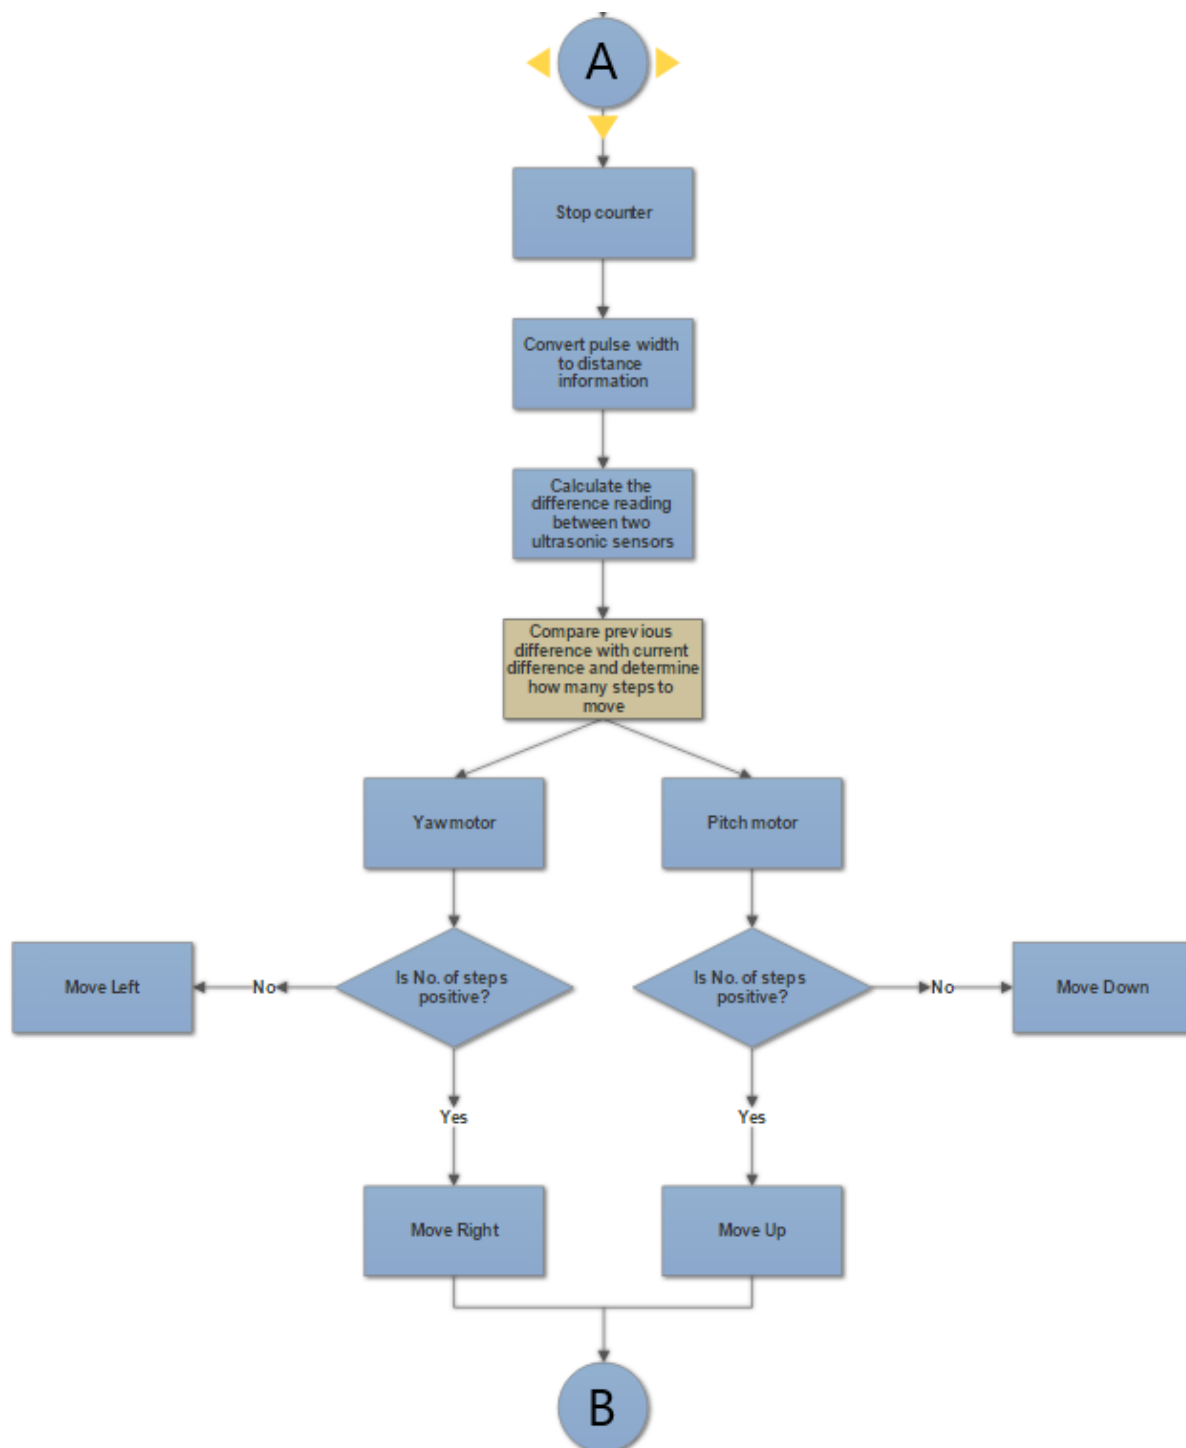 A
Stop counter
Convert pulse width
to distance
information
Calculate the
difference reading
between two
ultrasonic sensors
Compare previous
difference with current
difference and determine
how many steps to
move
Yaw motor
Pitch motor
Is No. of steps
positive?
Is No. of steps
positive?
Move Left
No
No
Move Down
Yes
Yes
Move Right
Move Up
B